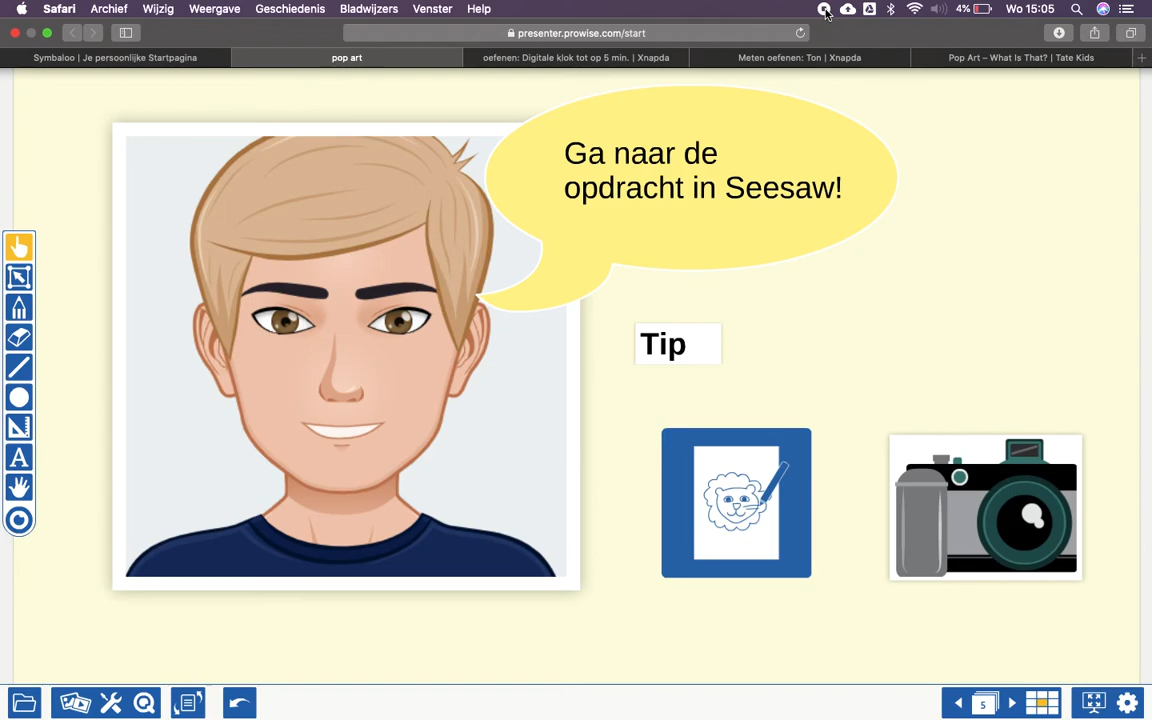 Safari Archief Wijzig Weergave Geschiedenis Bladwijzers Venster Help 4% Wo 15:05
presenter.prowise.com/start
Symbaloo | Je persoonlijke Startpagina pop art oefenen: Digitale klok tot op 5 min. | Xnapda Meten oefenen: Ton | Xnapda Pop Art – What Is That? | Tate Kids
Ga naar de
opdracht in Seesaw!
Tip
A
5